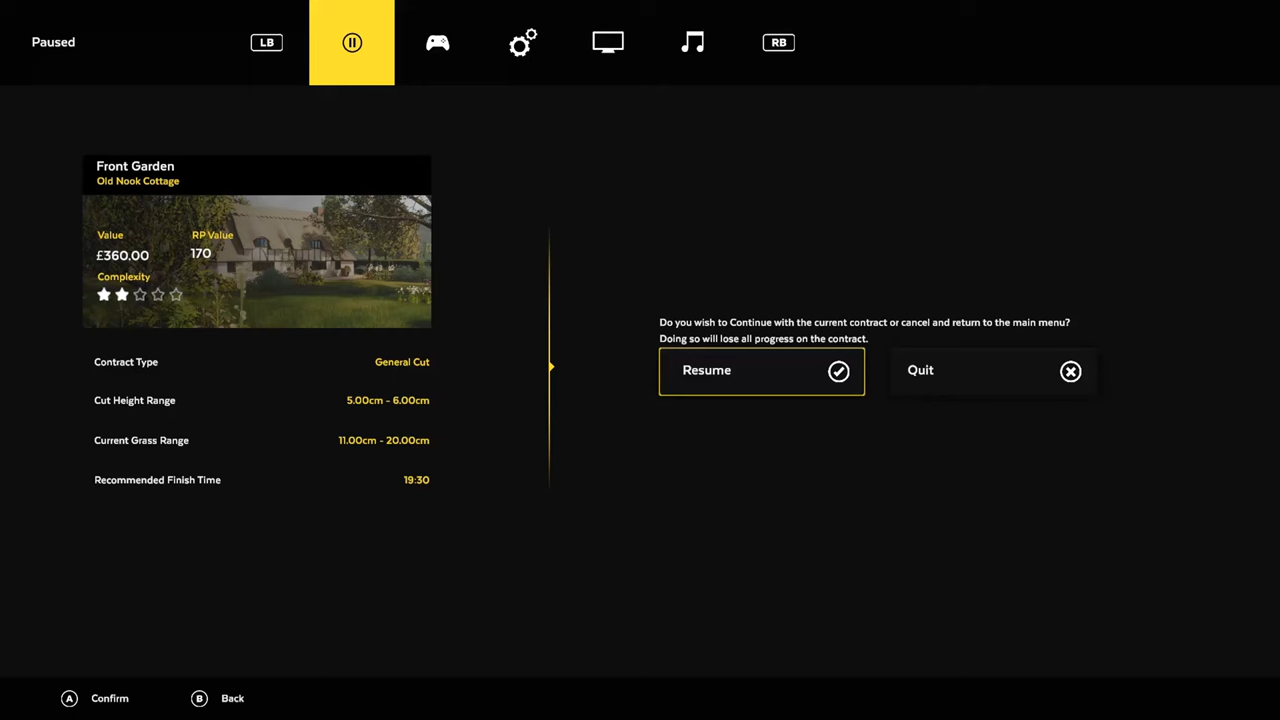 Paused
LB
RB
Front Garden
Old Nook Cottage
Value
RP Value
£360.00
170
Complexity
Contract Type
General Cut
Cut Height Range
5.00cm - 6.00cm
Current Grass Range
11.00cm - 20.00cm
Recommended Finish Time
19:30
Do you wish to Continue with the current contract or cancel and return to the main menu?
Doing so will lose all progress on the contract.
Resume
Quit
A Confirm
B Back